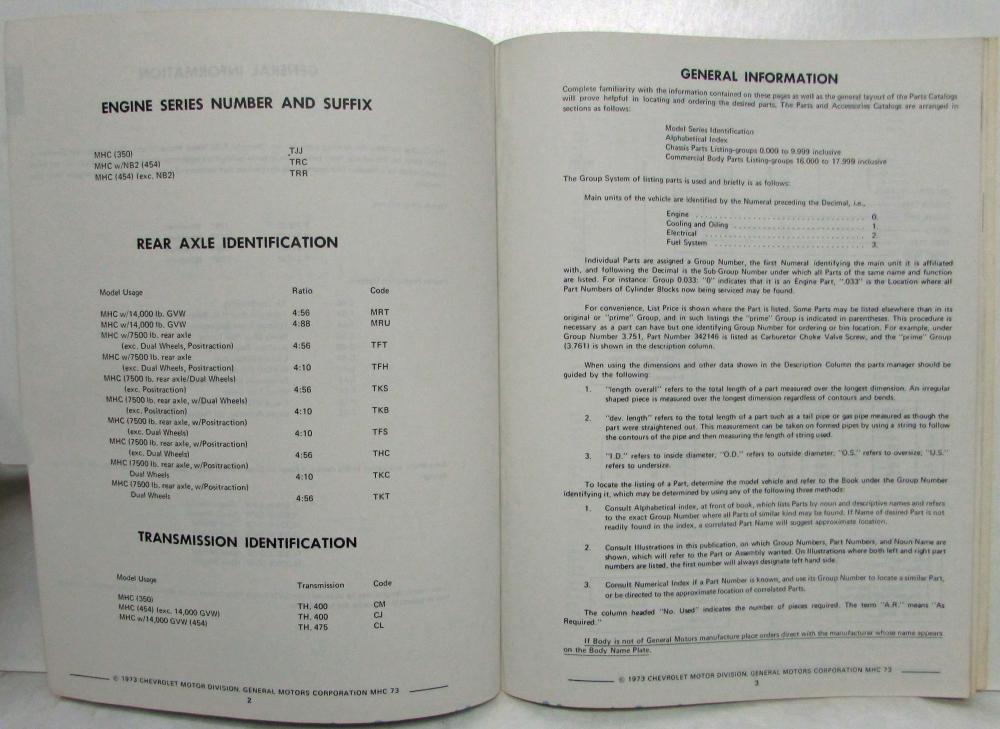 ENGINE SERIES NUMBER AND SUFFIX
MHC (350) TJJ
MHC w/NB2 (454) TRC
MHC (454) (exc. NB2) TRR
REAR AXLE IDENTIFICATION
Model Usage Ratio Code
MHC w/14,000 lb. GVW 4:56 MRT
MHC w/14,000 lb. GVW 4:88 MRU
MHC w/7500 lb. rear axle
(exc. Dual Wheels, Positraction) 4:56 TFT
MHC w/7500 lb. rear axle
(exc. Dual Wheels, Positraction) 4:10 TFH
MHC (7500 lb. rear axle/Dual Wheels)
(exc. Positraction) 4:56 TKS
MHC (7500 lb. rear axle, w/Dual Wheels)
(exc. Positraction) 4:10 TKB
MHC (7500 lb. rear axle, w/Positraction)
(exc. Dual Wheels) 4:10 TFS
MHC (7500 lb. rear axle, w/Positraction)
(exc. Dual Wheels) 4:56 THC
MHC (7500 lb. rear axle, w/Positraction)
Dual Wheels 4:10 TKC
MHC (7500 lb. rear axle, w/Positraction)
Dual Wheels 4:56 TKT
TRANSMISSION IDENTIFICATION
Model Usage Transmission Code
MHC (350) TH. 400 CM
MHC (454) (exc. 14,000 GVW) TH. 400 CJ
MHC w/14,000 GVW (454) TH. 475 CL
© 1973 CHEVROLET MOTOR DIVISION, GENERAL MOTORS CORPORATION MHC 73
2
GENERAL INFORMATION
Complete familiarity with the information contained on these pages as well as the general layout of the Parts Catalogs
will prove helpful in locating and ordering the desired parts. The Parts and Accessories Catalogs are arranged in
sections as follows:
Model Series Identification
Alphabetical Index
Chassis Parts Listing-groups 0.000 to 9.999 inclusive
Commercial Body Parts Listing-groups 16.000 to 17.999 inclusive
The Group System of listing parts is used and briefly is as follows:
Main units of the vehicle are identified by the Numeral preceding the Decimal, i.e.,
Engine . . . . . . . . . . . . . . . . . . . . . . . . . . . . . . 0.
Cooling and Oiling . . . . . . . . . . . . . . . . . . . . . . . . 1.
Electrical . . . . . . . . . . . . . . . . . . . . . . . . . . . . 2.
Fuel System . . . . . . . . . . . . . . . . . . . . . . . . . . . 3.
Individual Parts are assigned a Group Number, the first Numeral identifying the main unit it is affiliated
with, and following the Decimal is the Sub-Group Number under which all Parts of the same name and function
are listed. For instance: Group 0.033: "0" indicates that it is an Engine Part, ".033" is the Location where all
Part Numbers of Cylinder Blocks now being serviced may be found.
For convenience, List Price is shown where the Part is listed. Some Parts may be listed elsewhere than in its
original or "prime" Group, and in such listings the "prime" Group is indicated in parentheses. This procedure is
necessary as a part can have but one identifying Group Number for ordering or bin location. For example, under
Group 3.751, Part Number 342146 is listed as Carburetor Choke Valve Screw, and the "prime" Group
(3.761) is shown in the description column.
When using the dimensions and other data shown in the Description Column the parts manager should be
guided by the following:
1. "length overall" refers to the total length of a part measured over the longest dimension. An irregular
shaped piece is measured over the longest dimension regardless of contours and bends.
2. "dev. length" refers to the total length of a part such as a tail pipe or gas pipe measured as though the
part were straightened out. This measurement can be taken on formed pipes by using a string to follow
the contours of the pipe and then measuring the length of string used.
3. "I.D." refers to inside diameter; "O.D." refers to outside diameter; "O.S." refers to oversize; "U.S."
refers to undersize.
To locate the listing of a Part, determine the model vehicle and refer to the Book under the Group Number
identifying it, which may be determined by using any of the following three methods:
1. Consult Alphabetical index, at front of book, which lists Parts by noun and descriptive names and refers
to the exact Group Number where all Parts of similar kind may be found. If Name of desired Part is not
readily found in the index, a correlated Part Name will suggest approximate location.
2. Consult Illustrations in this publication, on which Group Numbers, Part Numbers, and Noun Name are
shown, which will refer to the Part or Assembly wanted. On Illustrations where both left and right part
numbers are listed, the first number will always designate left hand side.
3. Consult Numerical Index if a Part Number is known, and use its Group Number to locate a similar Part,
or be directed to the approximate location of correlated Parts.
The column headed "No. Used" indicates the number of pieces required. The term "A.R." means "As
Required."
If Body is not of General Motors manufacture place orders direct with the manufacturer whose name appears
on the Body Name Plate.
© 1973 CHEVROLET MOTOR DIVISION, GENERAL MOTORS CORPORATION MHC 73
3